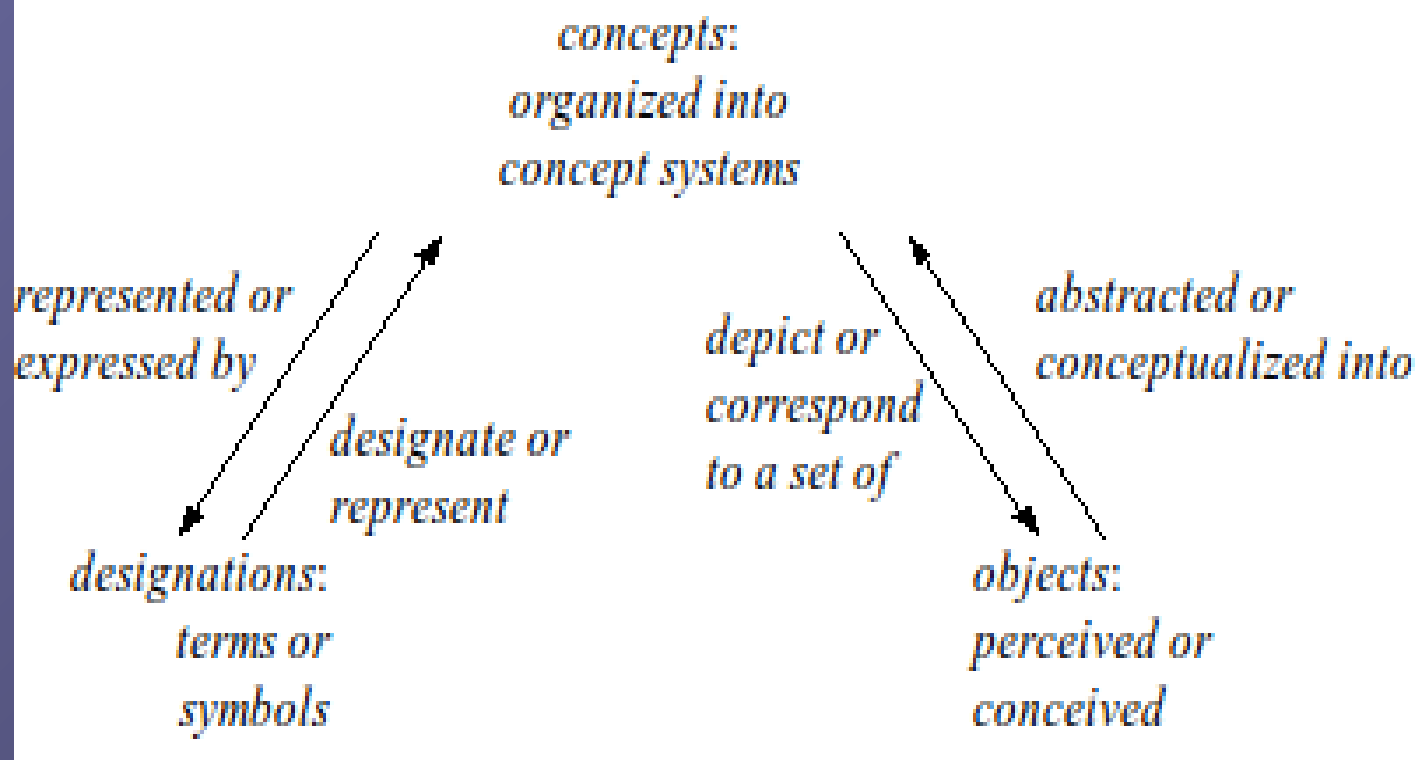 concepts:
organized into
concept systems
represented or
expressed by
designate or
represent
depict or
correspond
to a set of
abstracted or
conceptualized into
designations:
terms or
symbols
objects:
perceived or
conceived